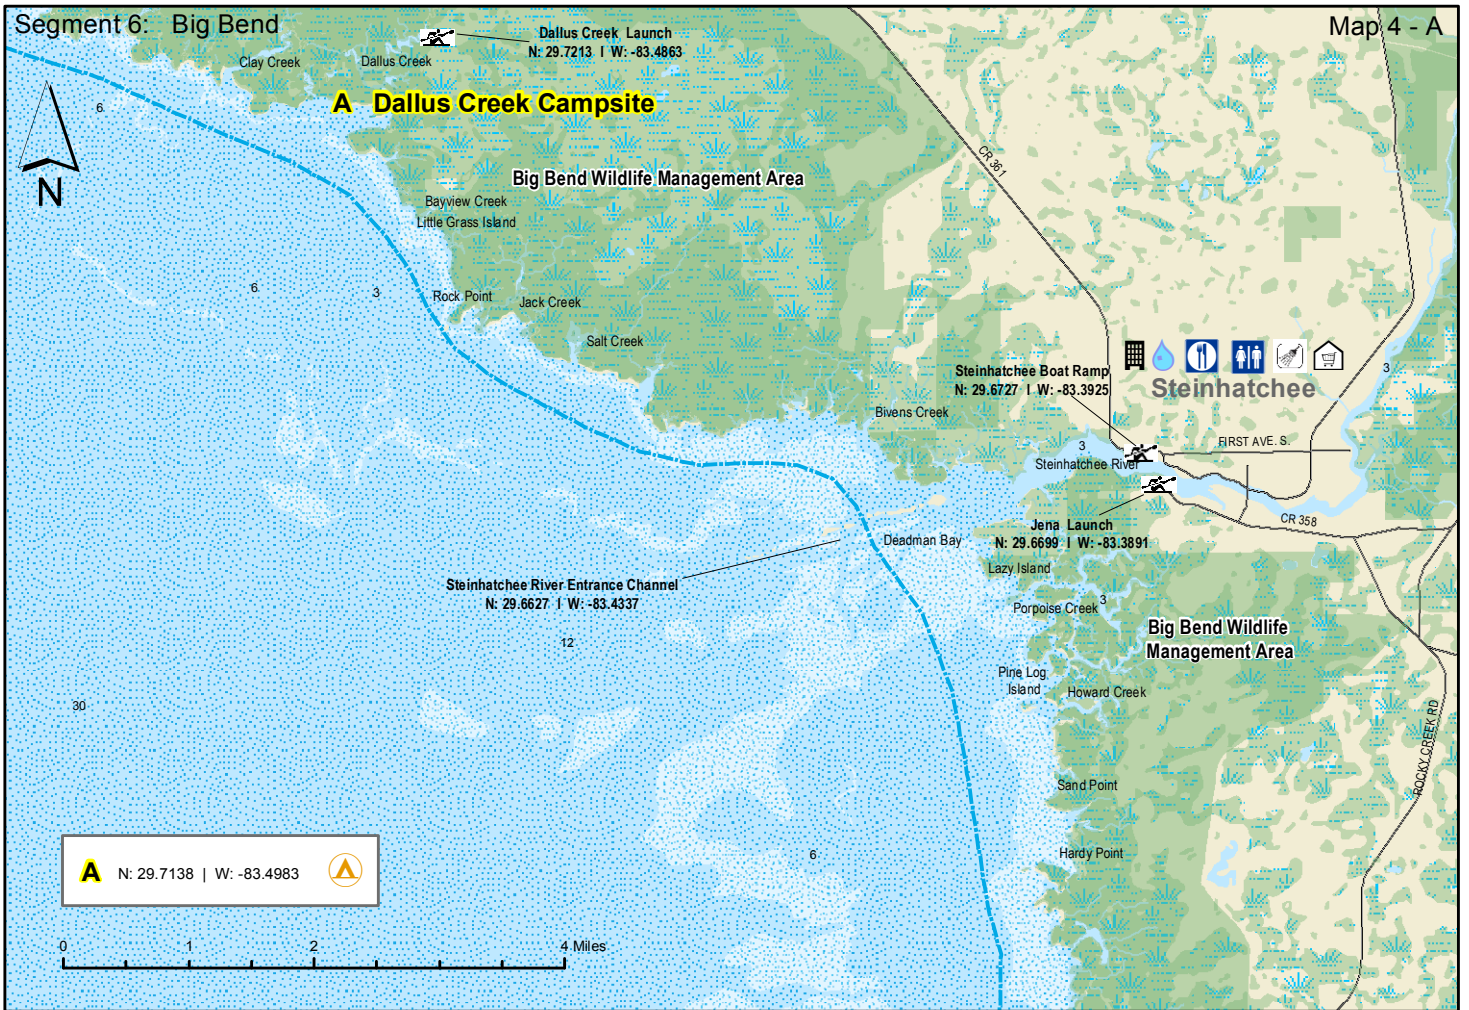 Segment 6: Big Bend
Map 4 - A
Dallus Creek Launch
N: 29.7213 I W: -83.4863
Clay Creek
Dallus Creek
A Dallus Creek Campsite
6
N
CR 361
Big Bend Wildlife Management Area
Bayview Creek
Little Grass Island
6
3
Rock Point
Jack Creek
Salt Creek
Steinhatchee Boat Ramp
N: 29.6727 I W: -83.3925
Steinhatchee
3
Bivens Creek
3
FIRST AVE. S.
Steinhatchee River
CR 358
Jena Launch
N: 29.6699 I W: -83.3891
Deadman Bay
Lazy Island
Steinhatchee River Entrance Channel
N: 29.6627 I W: -83.4337
Porpoise Creek
3
12
Big Bend Wildlife
Management Area
Pine Log
Island
Howard Creek
30
ROCKY CREEK RD
Sand Point
Hardy Point
6
A N: 29.7138 | W: -83.4983
0 1 2 4 Miles